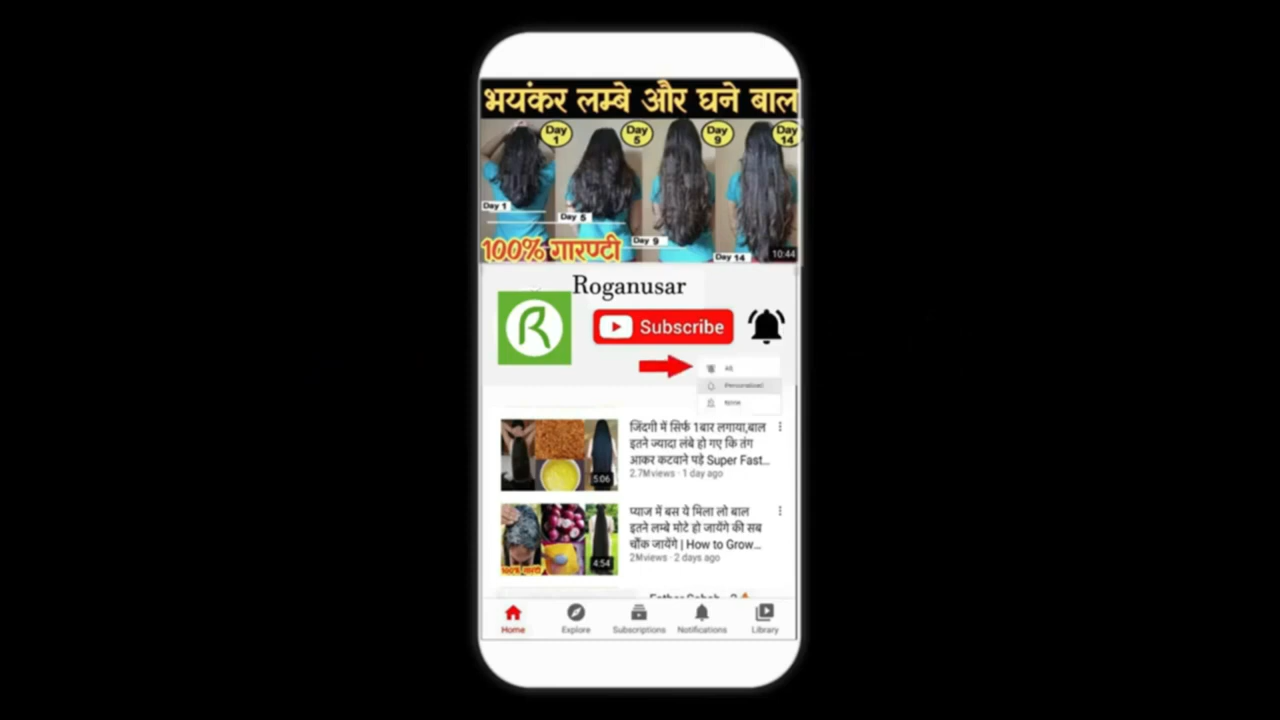 भयंकर लम्बे और घने बाल
Day 1
Day 5
Day 9
Day 14
Day 1
Day 5
Day 9
Day 14
100% गारण्टी
10:44
Roganusar
R
Subscribe
All
Personalized
None
जिंदगी में सिर्फ 1बार लगाया,बाल
इतने ज्यादा लंबे हो गए कि तंग
आकर कटवाने पड़े Super Fast...
2.7Mviews · 1 day ago
5:06
प्याज में बस ये मिला लो बाल
इतने लम्बे मोटे हो जायेंगे की सब
चौंक जायेंगे | How to Grow...
2Mviews · 2 days ago
4:54
Home
Explore
Subscriptions
Notifications
Library